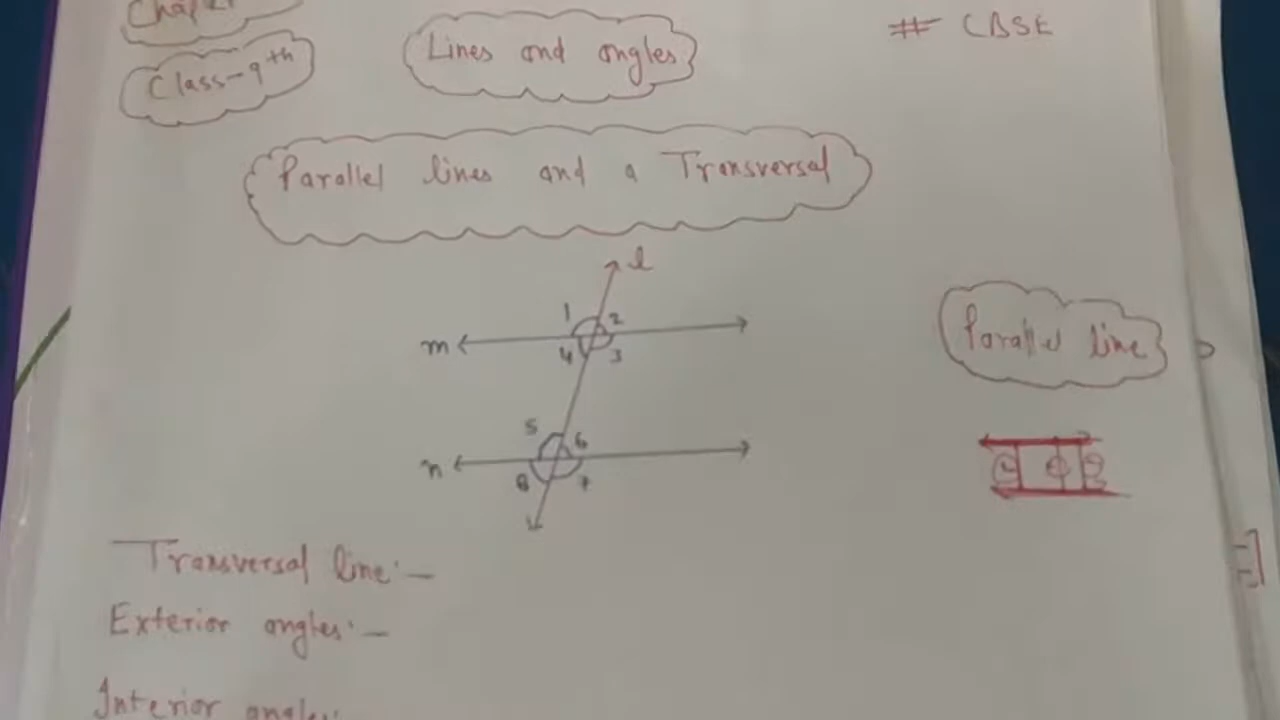 Class-9th
Lines and angles
# CBSE
Parallel lines and a Transversal
l
1 2
m
4 3
Parallel line
5 6
n
8 7
Transversal line:-
Exterior angles:-
Interior angles: